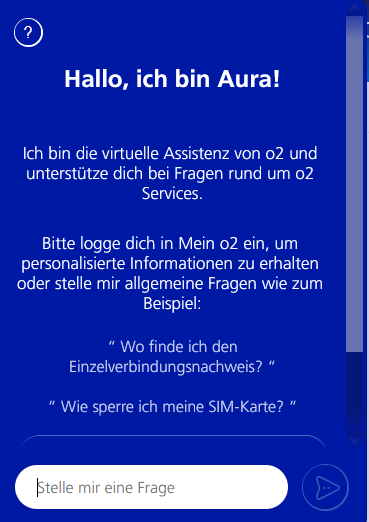 ?
Hallo, ich bin Aura!
Ich bin die virtuelle Assistenz von o2 und
unterstütze dich bei Fragen rund um o2
Services.
Bitte logge dich in Mein o2 ein, um
personalisierte Informationen zu erhalten
oder stelle mir allgemeine Fragen wie zum
Beispiel:
“ Wo finde ich den
Einzelverbindungsnachweis? “
“ Wie sperre ich meine SIM-Karte? “
Stelle mir eine Frage